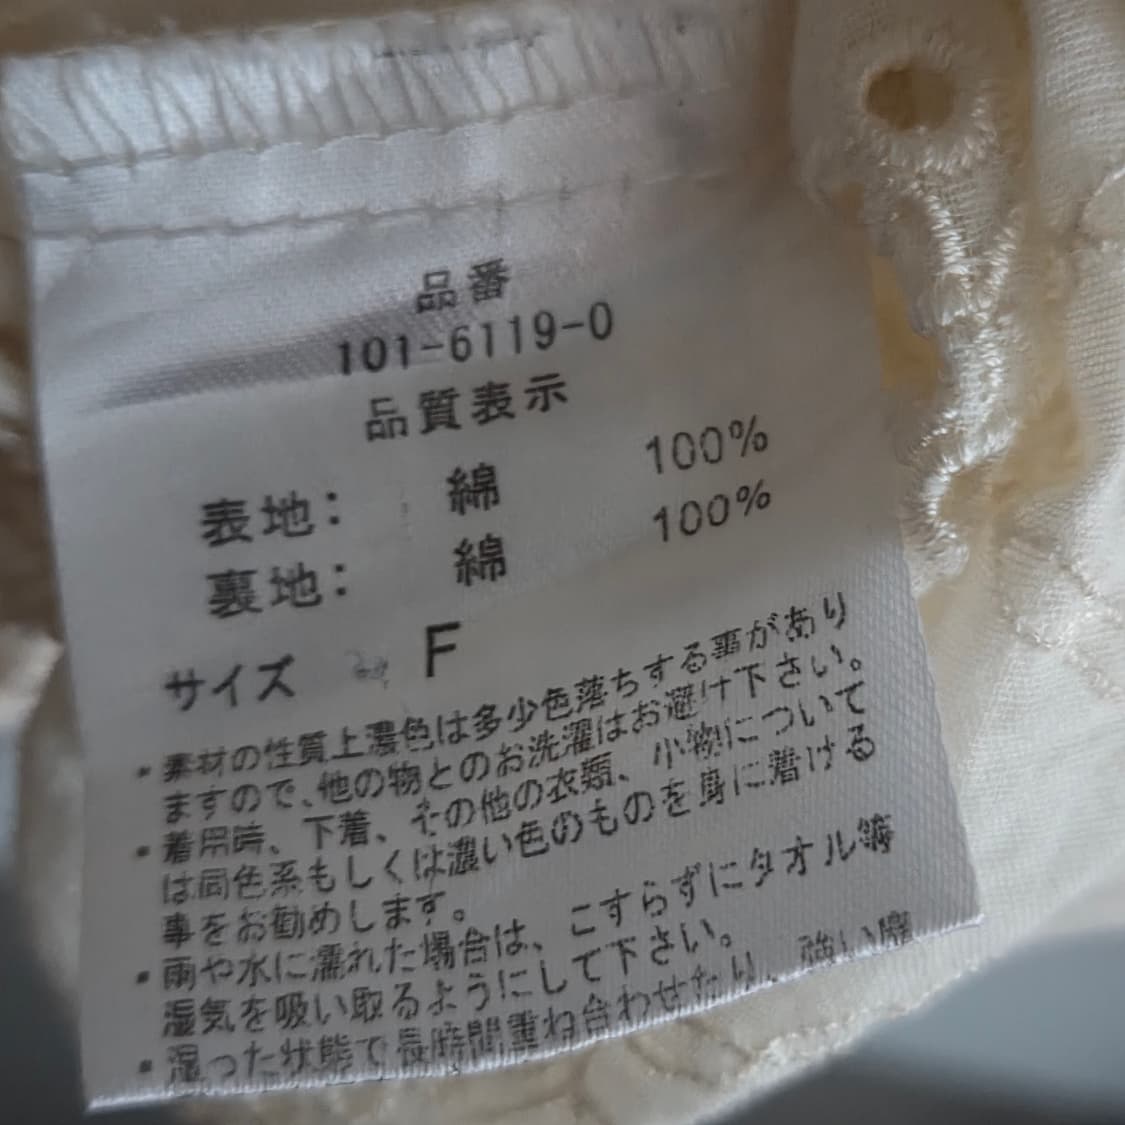 品番
101-6119-0
品質表示
表地: 綿 100%
裏地: 綿 100%
サイズ F
・素材の性質上濃色は多少色落ちする事があり
ますので、他の物とのお洗濯はお避け下さい。
・着用時、下着、その他の衣類、小物について
は同色系もしくは濃い色のものを身に着ける
事をお勧めします。
・雨や水に濡れた場合は、こすらずにタオル等
湿気を吸い取るようにして下さい。
・湿った状態で長時間重ね合わせたり、強い摩